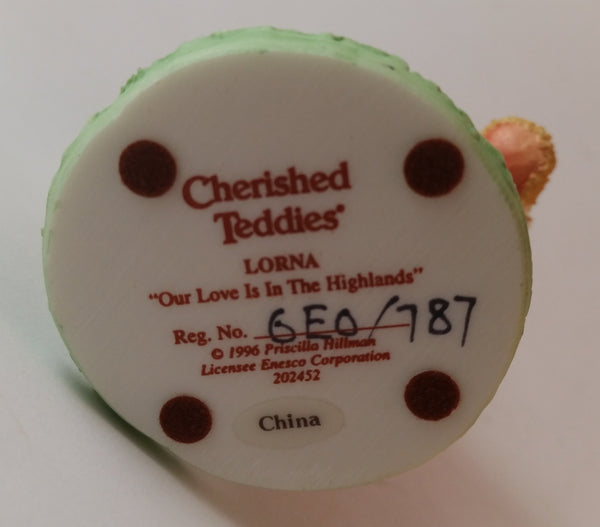 Cherished
Teddies®
LORNA
"Our Love Is In The Highlands"
Reg. No. 6E0/787
© 1996 Priscilla Hillman
Licensee Enesco Corporation
202452
China